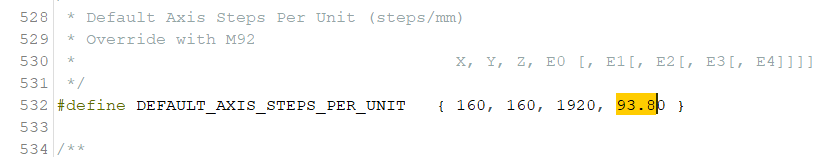 528 * Default Axis Steps Per Unit (steps/mm)
529 * Override with M92
530 * X, Y, Z, E0 [, E1[, E2[, E3[, E4]]]]
531 */
532 #define DEFAULT_AXIS_STEPS_PER_UNIT { 160, 160, 1920, 93.80 }
533
534 /**